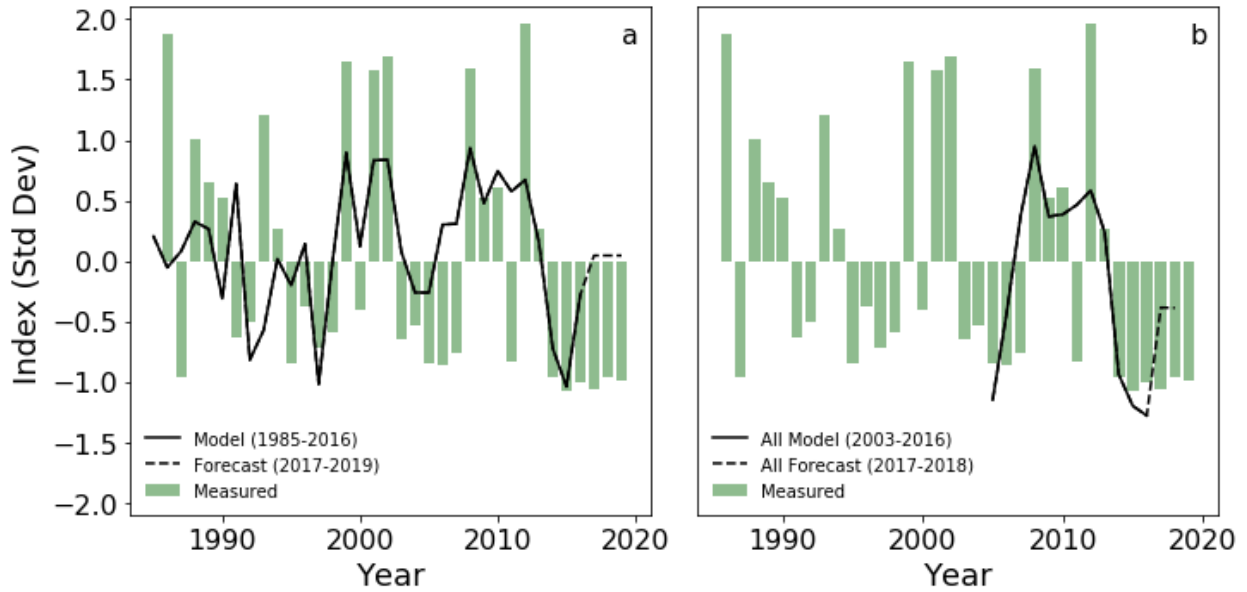 2.0
1.5
1.0
0.5
0.0
−0.5
−1.0
−1.5
−2.0
Index (Std Dev)
a
Model (1985-2016)
Forecast (2017-2019)
Measured
1990
2000
2010
2020
Year
b
All Model (2003-2016)
All Forecast (2017-2018)
Measured
1990
2000
2010
2020
Year